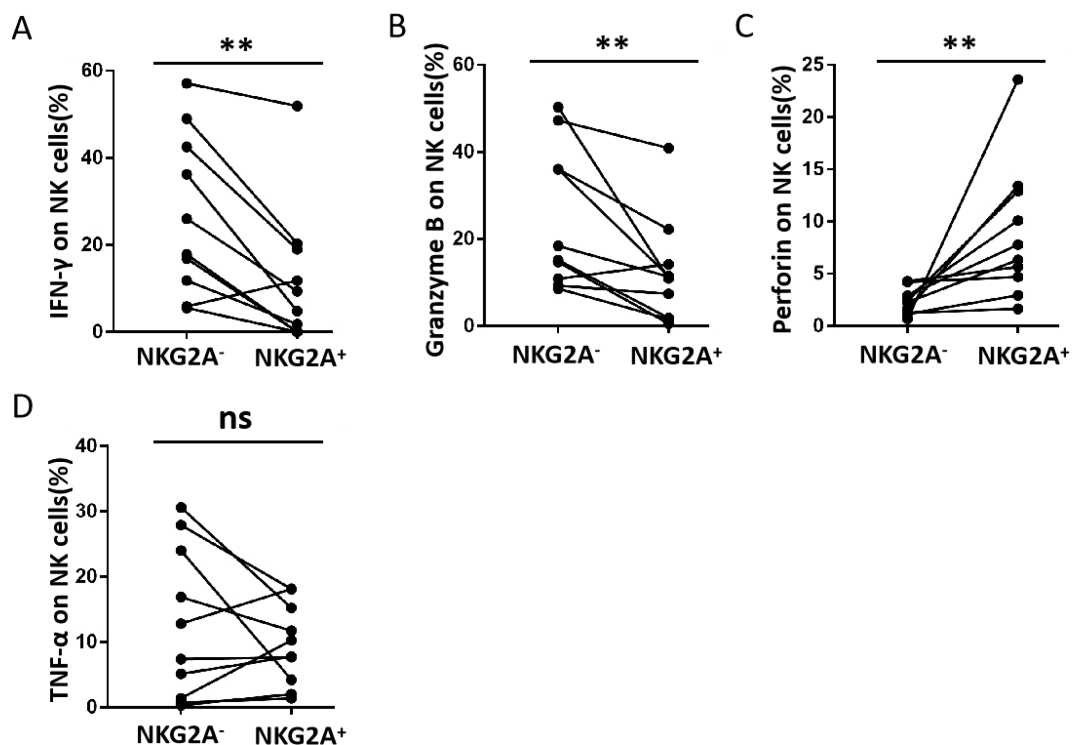 A
**
IFN-γ on NK cells(%)
60
40
20
0
NKG2A⁻
NKG2A⁺
B
**
Granzyme B on NK cells(%)
60
40
20
0
NKG2A⁻
NKG2A⁺
C
**
Perforin on NK cells(%)
25
20
15
10
5
0
NKG2A⁻
NKG2A⁺
D
ns
TNF-α on NK cells(%)
40
30
20
10
0
NKG2A⁻
NKG2A⁺